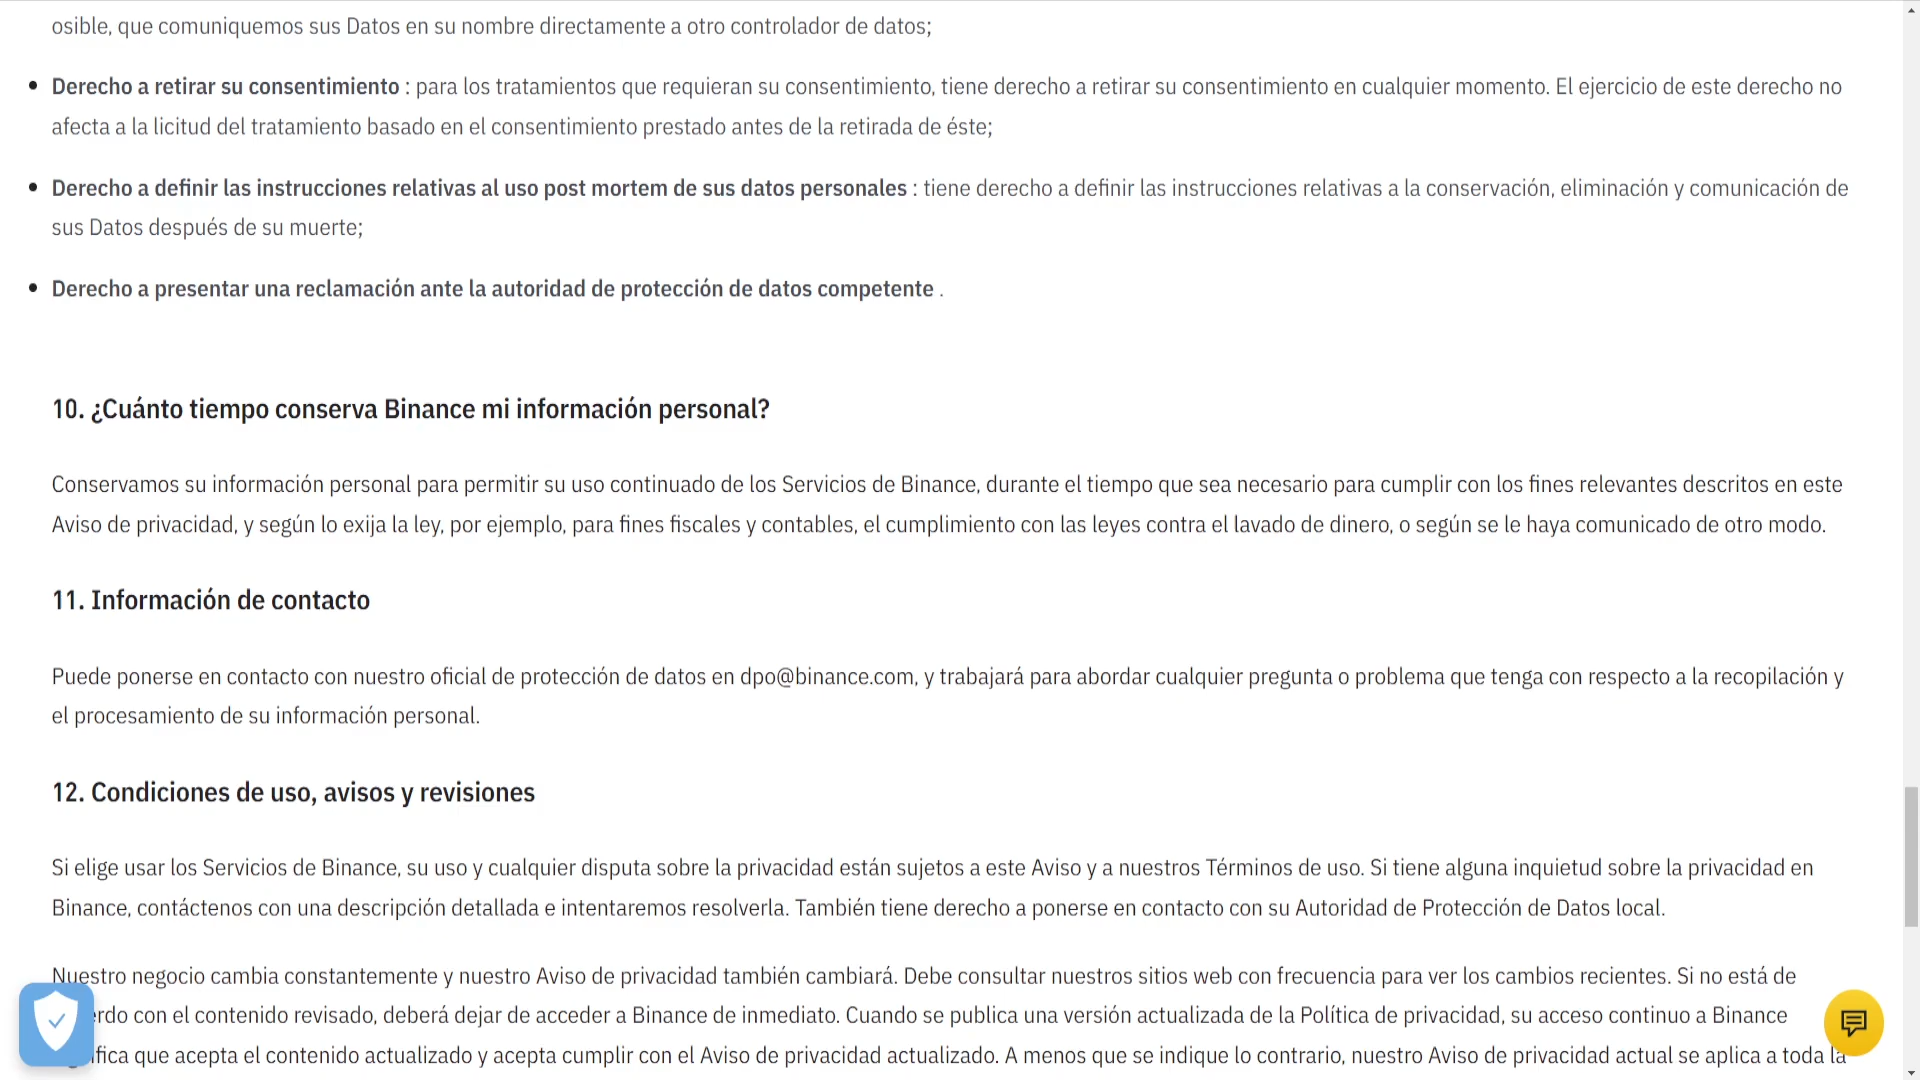 osible, que comuniquemos sus Datos en su nombre directamente a otro controlador de datos;
Derecho a retirar su consentimiento : para los tratamientos que requieran su consentimiento, tiene derecho a retirar su consentimiento en cualquier momento. El ejercicio de este derecho no
afecta a la licitud del tratamiento basado en el consentimiento prestado antes de la retirada de éste;
Derecho a definir las instrucciones relativas al uso post mortem de sus datos personales : tiene derecho a definir las instrucciones relativas a la conservación, eliminación y comunicación de
sus Datos después de su muerte;
Derecho a presentar una reclamación ante la autoridad de protección de datos competente .
10. ¿Cuánto tiempo conserva Binance mi información personal?
Conservamos su información personal para permitir su uso continuado de los Servicios de Binance, durante el tiempo que sea necesario para cumplir con los fines relevantes descritos en este
Aviso de privacidad, y según lo exija la ley, por ejemplo, para fines fiscales y contables, el cumplimiento con las leyes contra el lavado de dinero, o según se le haya comunicado de otro modo.
11. Información de contacto
Puede ponerse en contacto con nuestro oficial de protección de datos en dpo@binance.com, y trabajará para abordar cualquier pregunta o problema que tenga con respecto a la recopilación y
el procesamiento de su información personal.
12. Condiciones de uso, avisos y revisiones
Si elige usar los Servicios de Binance, su uso y cualquier disputa sobre la privacidad están sujetos a este Aviso y a nuestros Términos de uso. Si tiene alguna inquietud sobre la privacidad en
Binance, contáctenos con una descripción detallada e intentaremos resolverla. También tiene derecho a ponerse en contacto con su Autoridad de Protección de Datos local.
Nuestro negocio cambia constantemente y nuestro Aviso de privacidad también cambiará. Debe consultar nuestros sitios web con frecuencia para ver los cambios recientes. Si no está de
con el contenido revisado, deberá dejar de acceder a Binance de inmediato. Cuando se publica una versión actualizada de la Política de privacidad, su acceso continuo a Binance
que acepta el contenido actualizado y acepta cumplir con el Aviso de privacidad actualizado. A menos que se indique lo contrario, nuestro Aviso de privacidad actual se aplica a toda la